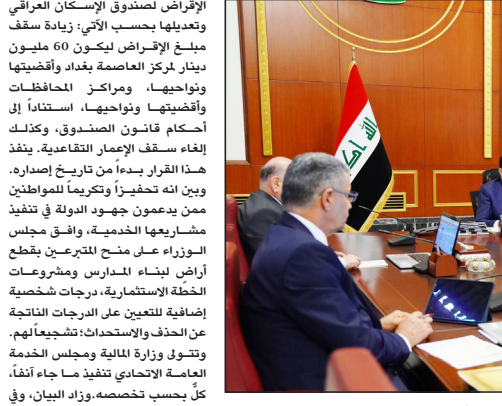 الإقراض لصندوق الإسكان العراقي
وتعديلها بحسب الآتي: زيادة سقف
مبلغ الإقراض ليكون 60 مليون
دينار لمركز العاصمة بغداد وأقضيتها
ونواحيها، ومراكز المحافظات
وأقضيتها ونواحيها، استناداً إلى
أحكام قانون الصندوق، وكذلك
إلغاء سقف الإعمار التقاعدية. ينفذ
هذا القرار بدءاً من تاريخ إصداره.
وبين انه تحفيزاً وتكريماً للمواطنين
ممن يدعمون جهود الدولة في تنفيذ
مشاريعها الخدمية، وافق مجلس
الوزراء على منح المتبرعين بقطع
أراضٍ لبناء المدارس ومشروعات
الخطّة الاستثمارية، درجات شخصية
إضافية للتعيين على الدرجات الناتجة
عن الحذف والاستحداث؛ تشجيعاً لهم.
وتتولى وزارة المالية ومجلس الخدمة
العامة الاتحادي تنفيذ ما جاء آنفاً،
كلٌّ بحسب تخصصه.وزاد البيان، وفي
الله اكبر